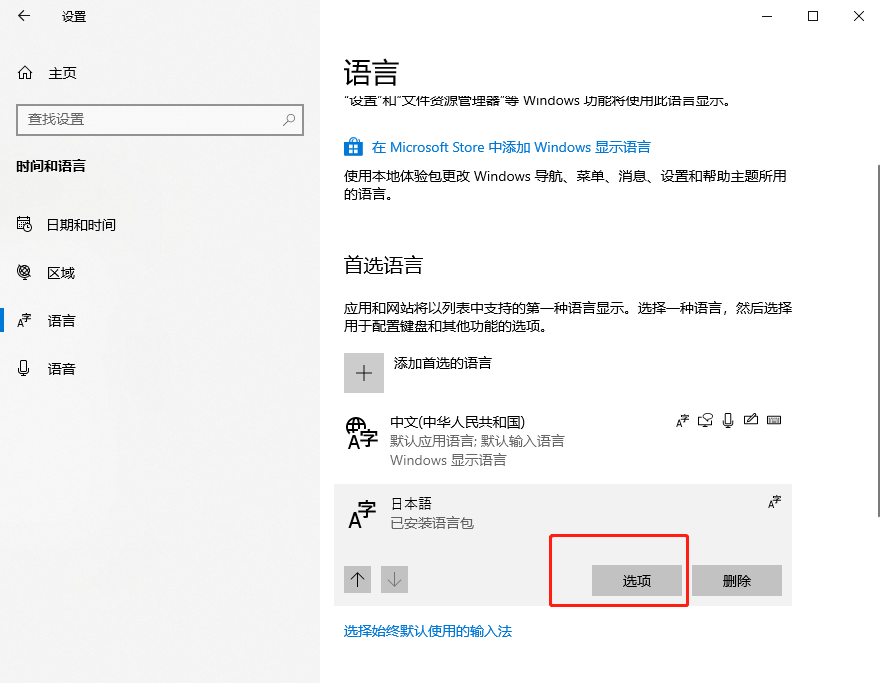 设置
主页
查找设置
时间和语言
日期和时间
区域
语言
语音
语言
“设置”和“文件资源管理器”等 Windows 功能将使用此语言显示。
在 Microsoft Store 中添加 Windows 显示语言
使用本地体验包更改 Windows 导航、菜单、消息、设置和帮助主题所用
的语言。
首选语言
应用和网站将以列表中支持的第一种语言显示。选择一种语言，然后选择
用于配置键盘和其他功能的选项。
添加首选的语言
中文(中华人民共和国)
默认应用语言; 默认输入语言
Windows 显示语言
日本語
已安装语言包
选项
删除
选择始终默认使用的输入法